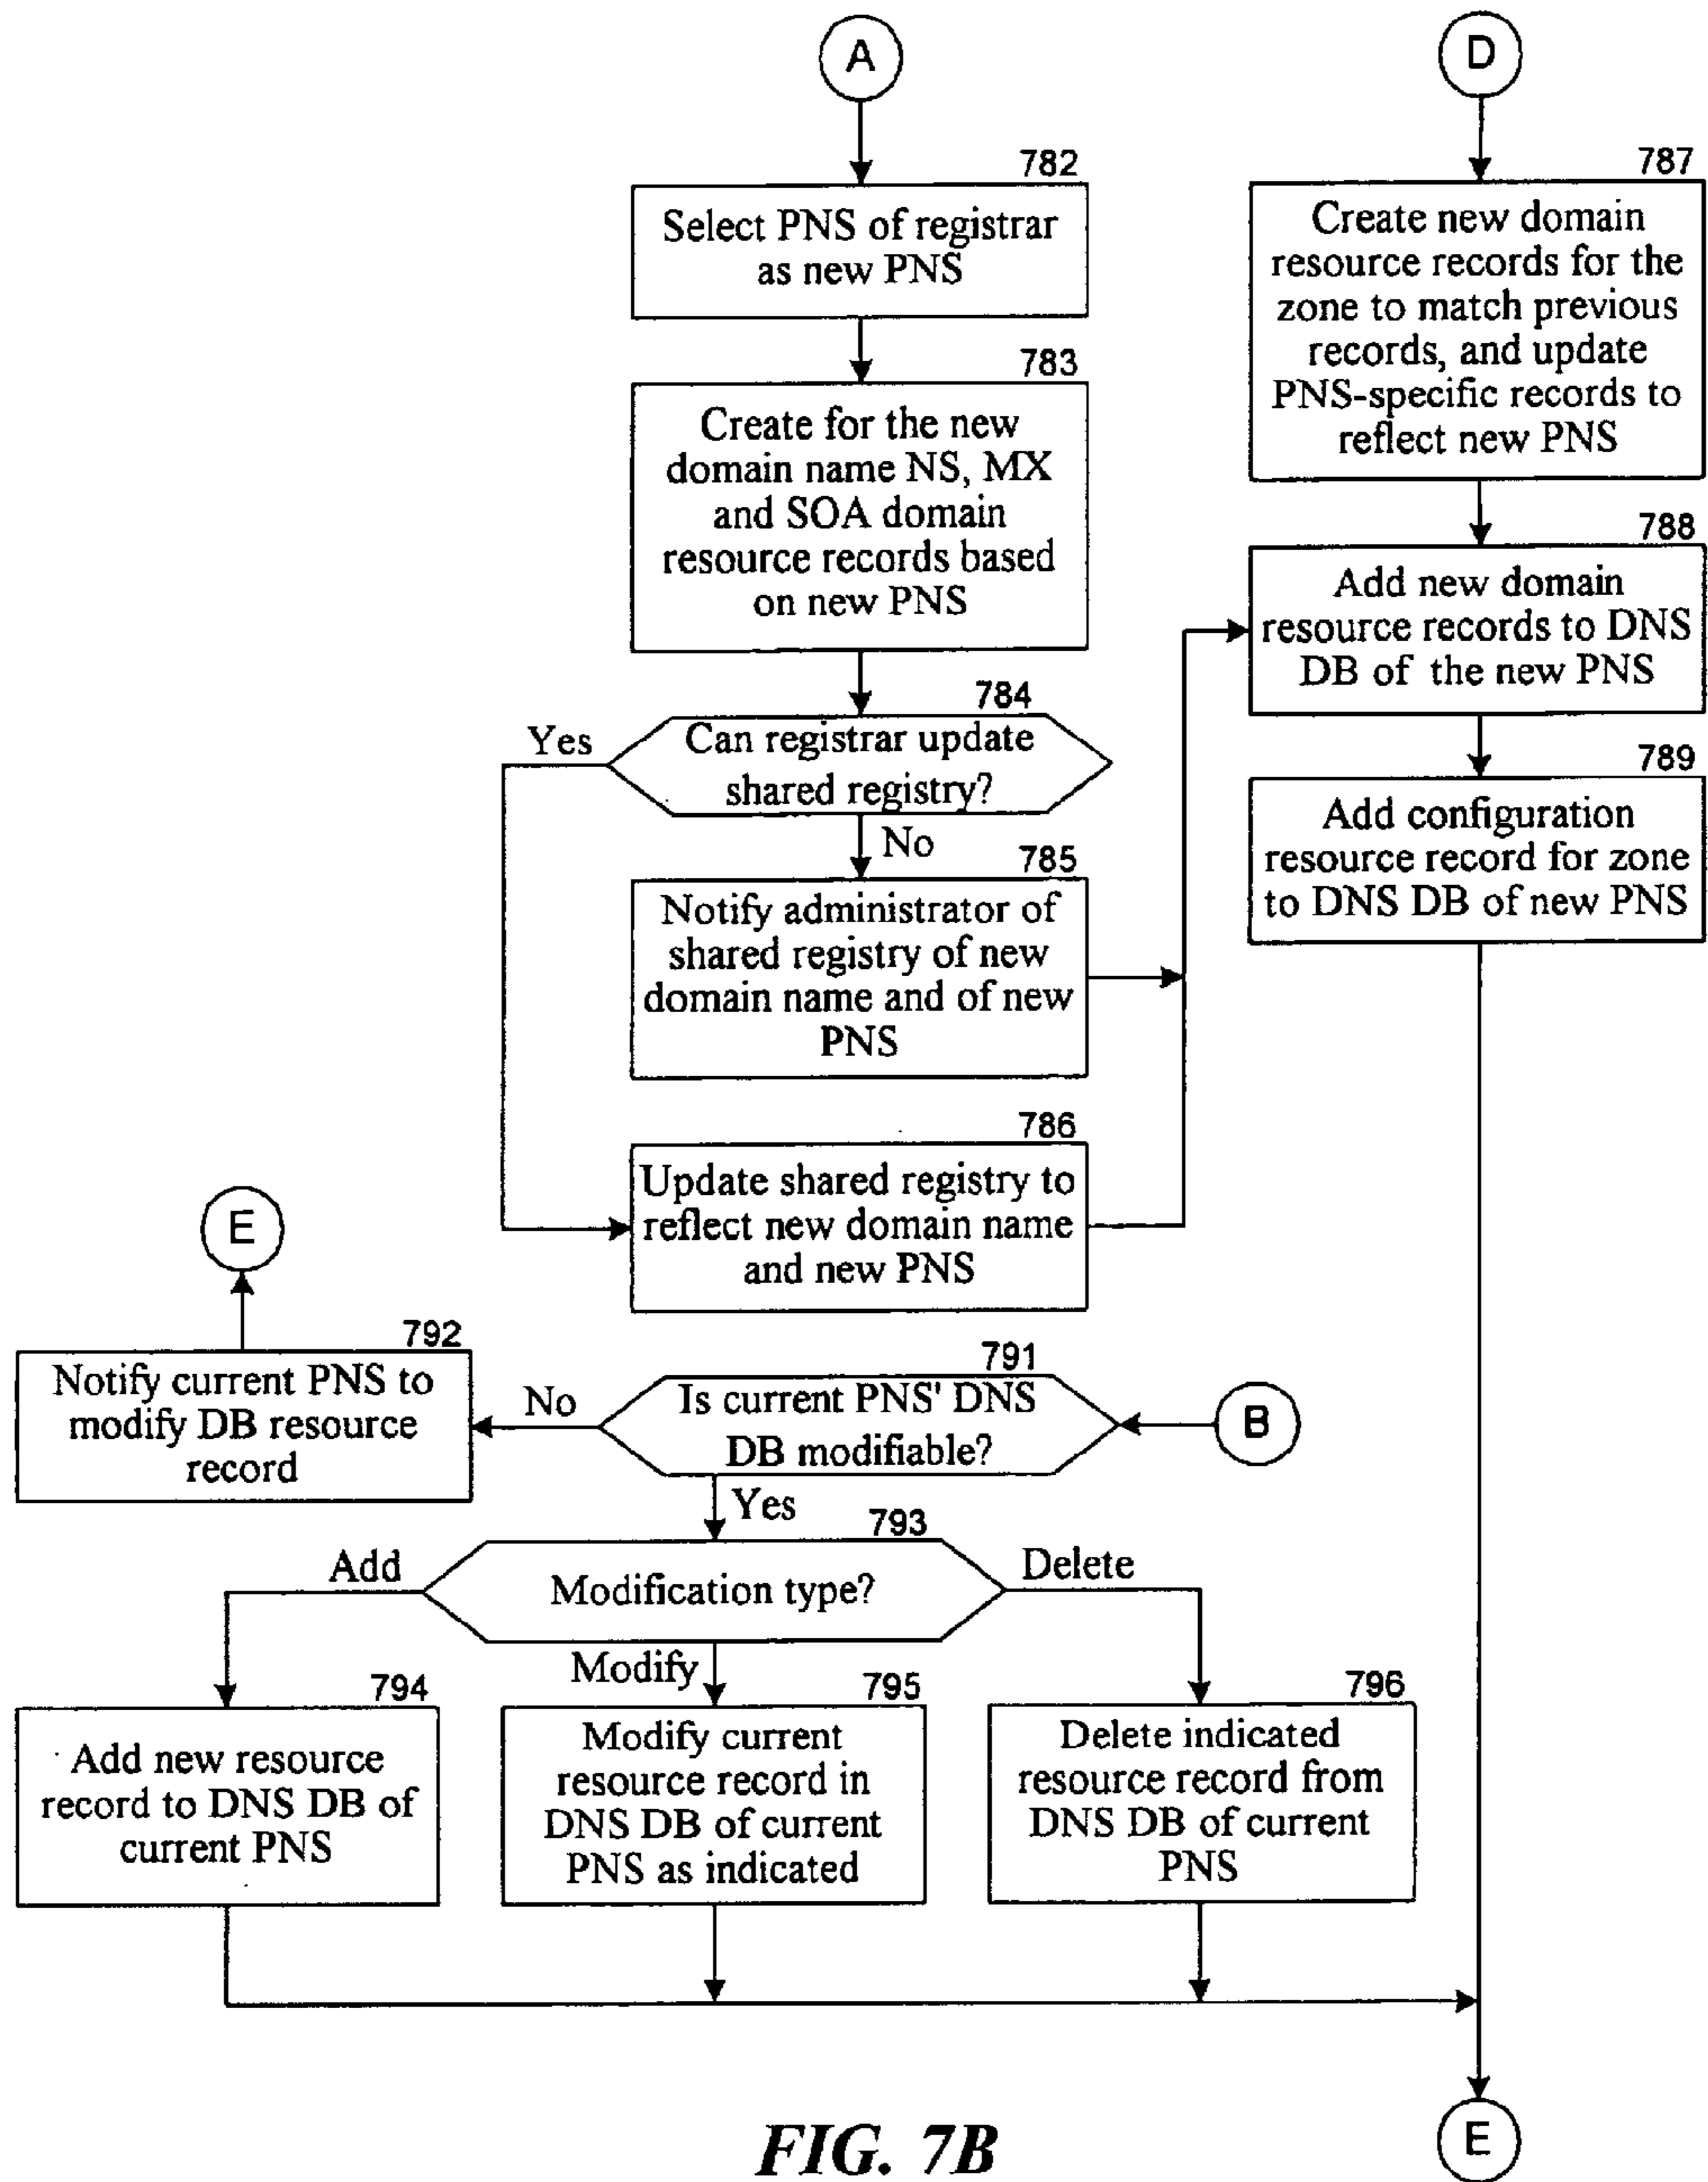 A
D
782
Select PNS of registrar
as new PNS
787
Create new domain
resource records for the
zone to match previous
records, and update
PNS-specific records to
reflect new PNS
783
Create for the new
domain name NS, MX
and SOA domain
resource records based
on new PNS
788
Add new domain
resource records to DNS
DB of the new PNS
784
Can registrar update
shared registry?
Yes
No
789
Add configuration
resource record for zone
to DNS DB of new PNS
785
Notify administrator of
shared registry of new
domain name and of new
PNS
786
Update shared registry to
reflect new domain name
and new PNS
E
792
Notify current PNS to
modify DB resource
record
No
791
Is current PNS' DNS
DB modifiable?
B
Yes
793
Modification type?
Add
Modify
Delete
794
Add new resource
record to DNS DB of
current PNS
795
Modify current
resource record in
DNS DB of current
PNS as indicated
796
Delete indicated
resource record from
DNS DB of current
PNS
E
FIG. 7B